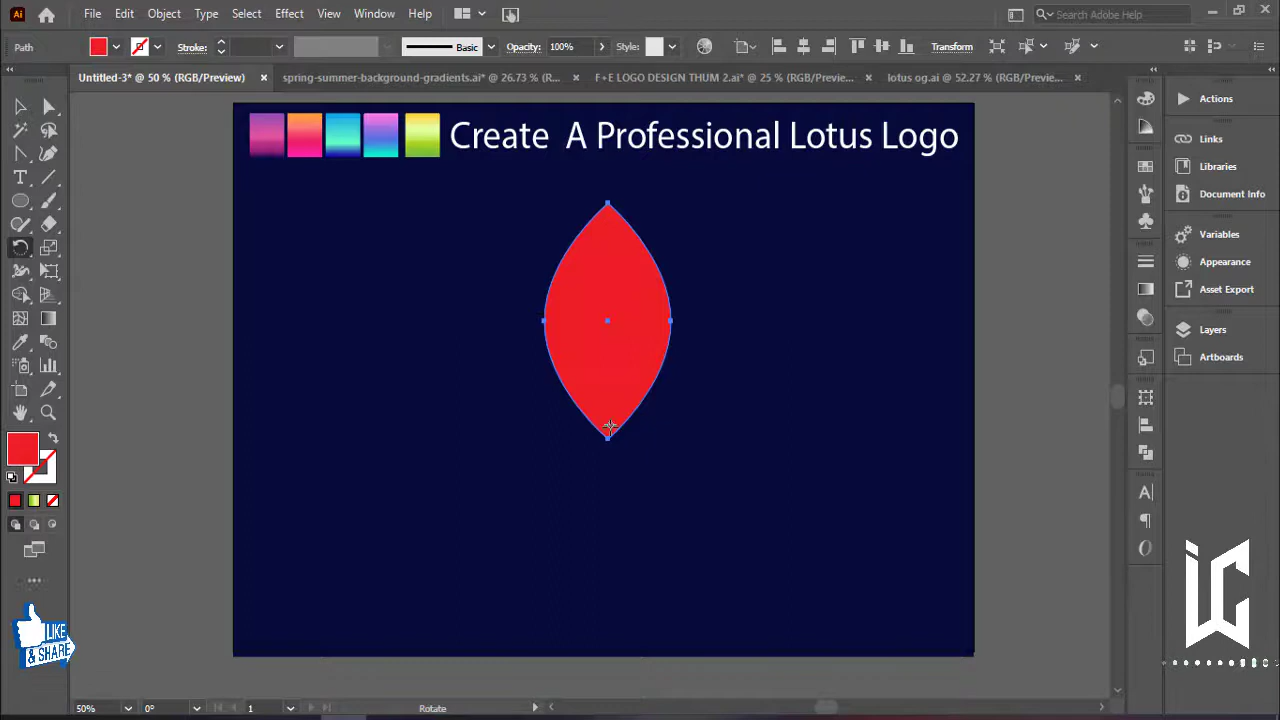 Ai File Edit Object Type Select Effect View Window Help Search Adobe Help
Path Stroke: Basic Opacity: 100% Style: Transform
Untitled-3* @ 50 % (RGB/Preview) spring-summer-background-gradients.ai* @ 26.73 % (R... F+E LOGO DESIGN THUM 2.ai* @ 25 % (RGB/Previe... lotus og.ai @ 52.27 % (RGB/Previe...
Create A Professional Lotus Logo
Actions
Links
Libraries
Document Info
Variables
Appearance
Asset Export
Layers
Artboards
LIKE
& SHARE
50% 0° 1 Rotate